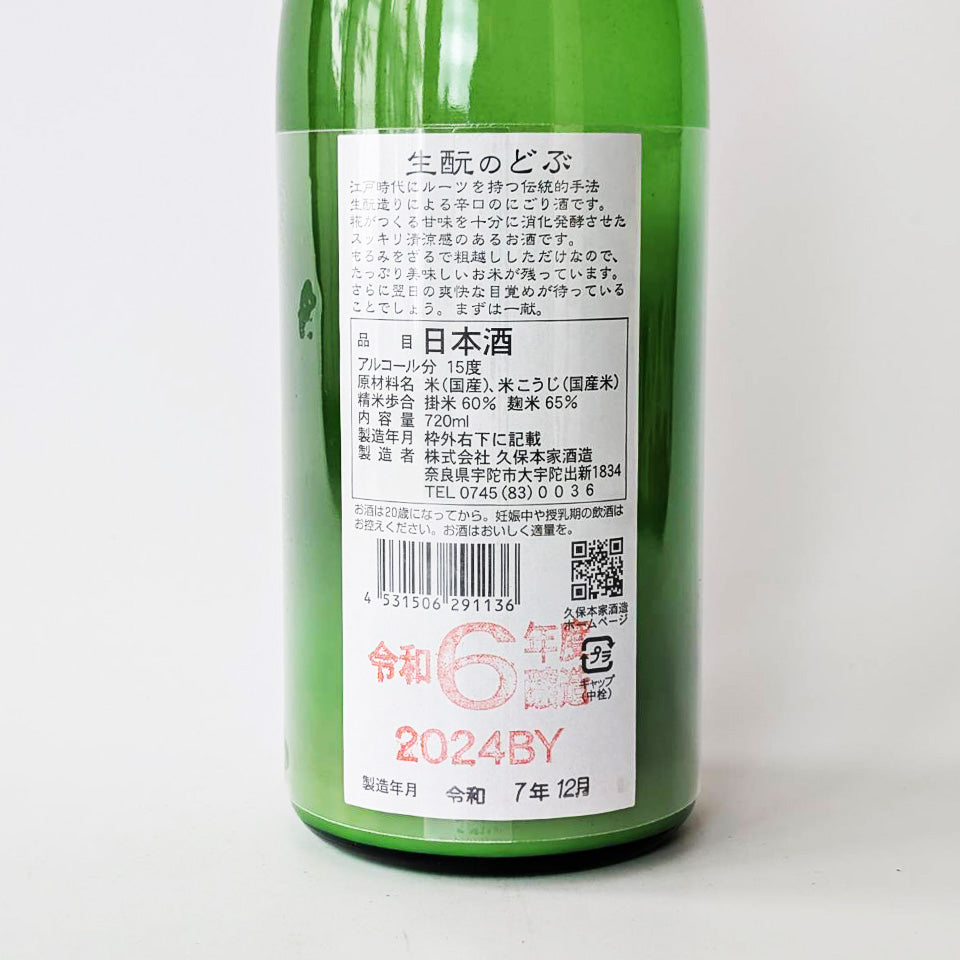 生酛のどぶ
江戸時代にルーツを持つ伝統的手法
生酛造りによる辛口のにごり酒です。
糀がつくる甘味を十分に消化発酵させた
スッキリ清涼感のあるお酒です。
もろみをざるで粗越ししただけなので、
たっぷり美味しいお米が残っています。
さらに翌日の爽快な目覚めが待っている
ことでしょう。まずは一献。
品 目 日本酒
アルコール分 15度
原材料名 米(国産)、米こうじ(国産米)
精米歩合 掛米60% 麹米65%
内容量 720ml
製造年月 枠外右下に記載
製造者 株式会社 久保本家酒造
奈良県宇陀市大宇陀出新1834
TEL 0745(83)0036
お酒は20歳になってから。妊娠中や授乳期の飲酒は
お控えください。お酒はおいしく適量を。
4 531506 291136
久保本家酒造
ホームページ
令和6年度醸造
プラ
キャップ
(中栓)
2024BY
製造年月 令和 7年 12月